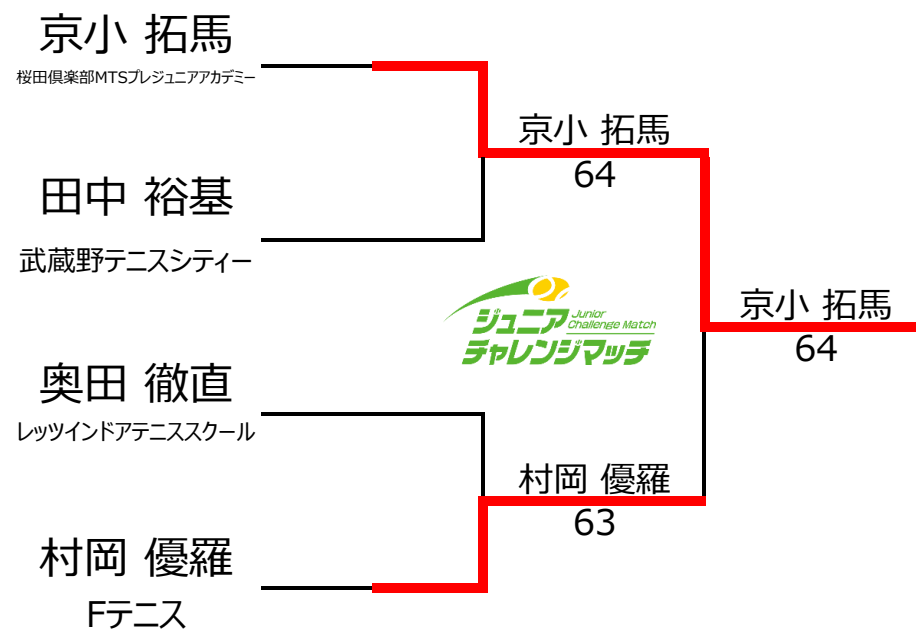 京小 拓馬
桜田倶楽部MTSプレジュニアアカデミー
京小 拓馬
64
田中 裕基
武蔵野テニスシティー
ジュニア
Junior
Challenge Match
チャレンジマッチ
京小 拓馬
64
奥田 徹直
レッツインドアテニススクール
村岡 優羅
63
村岡 優羅
Fテニス